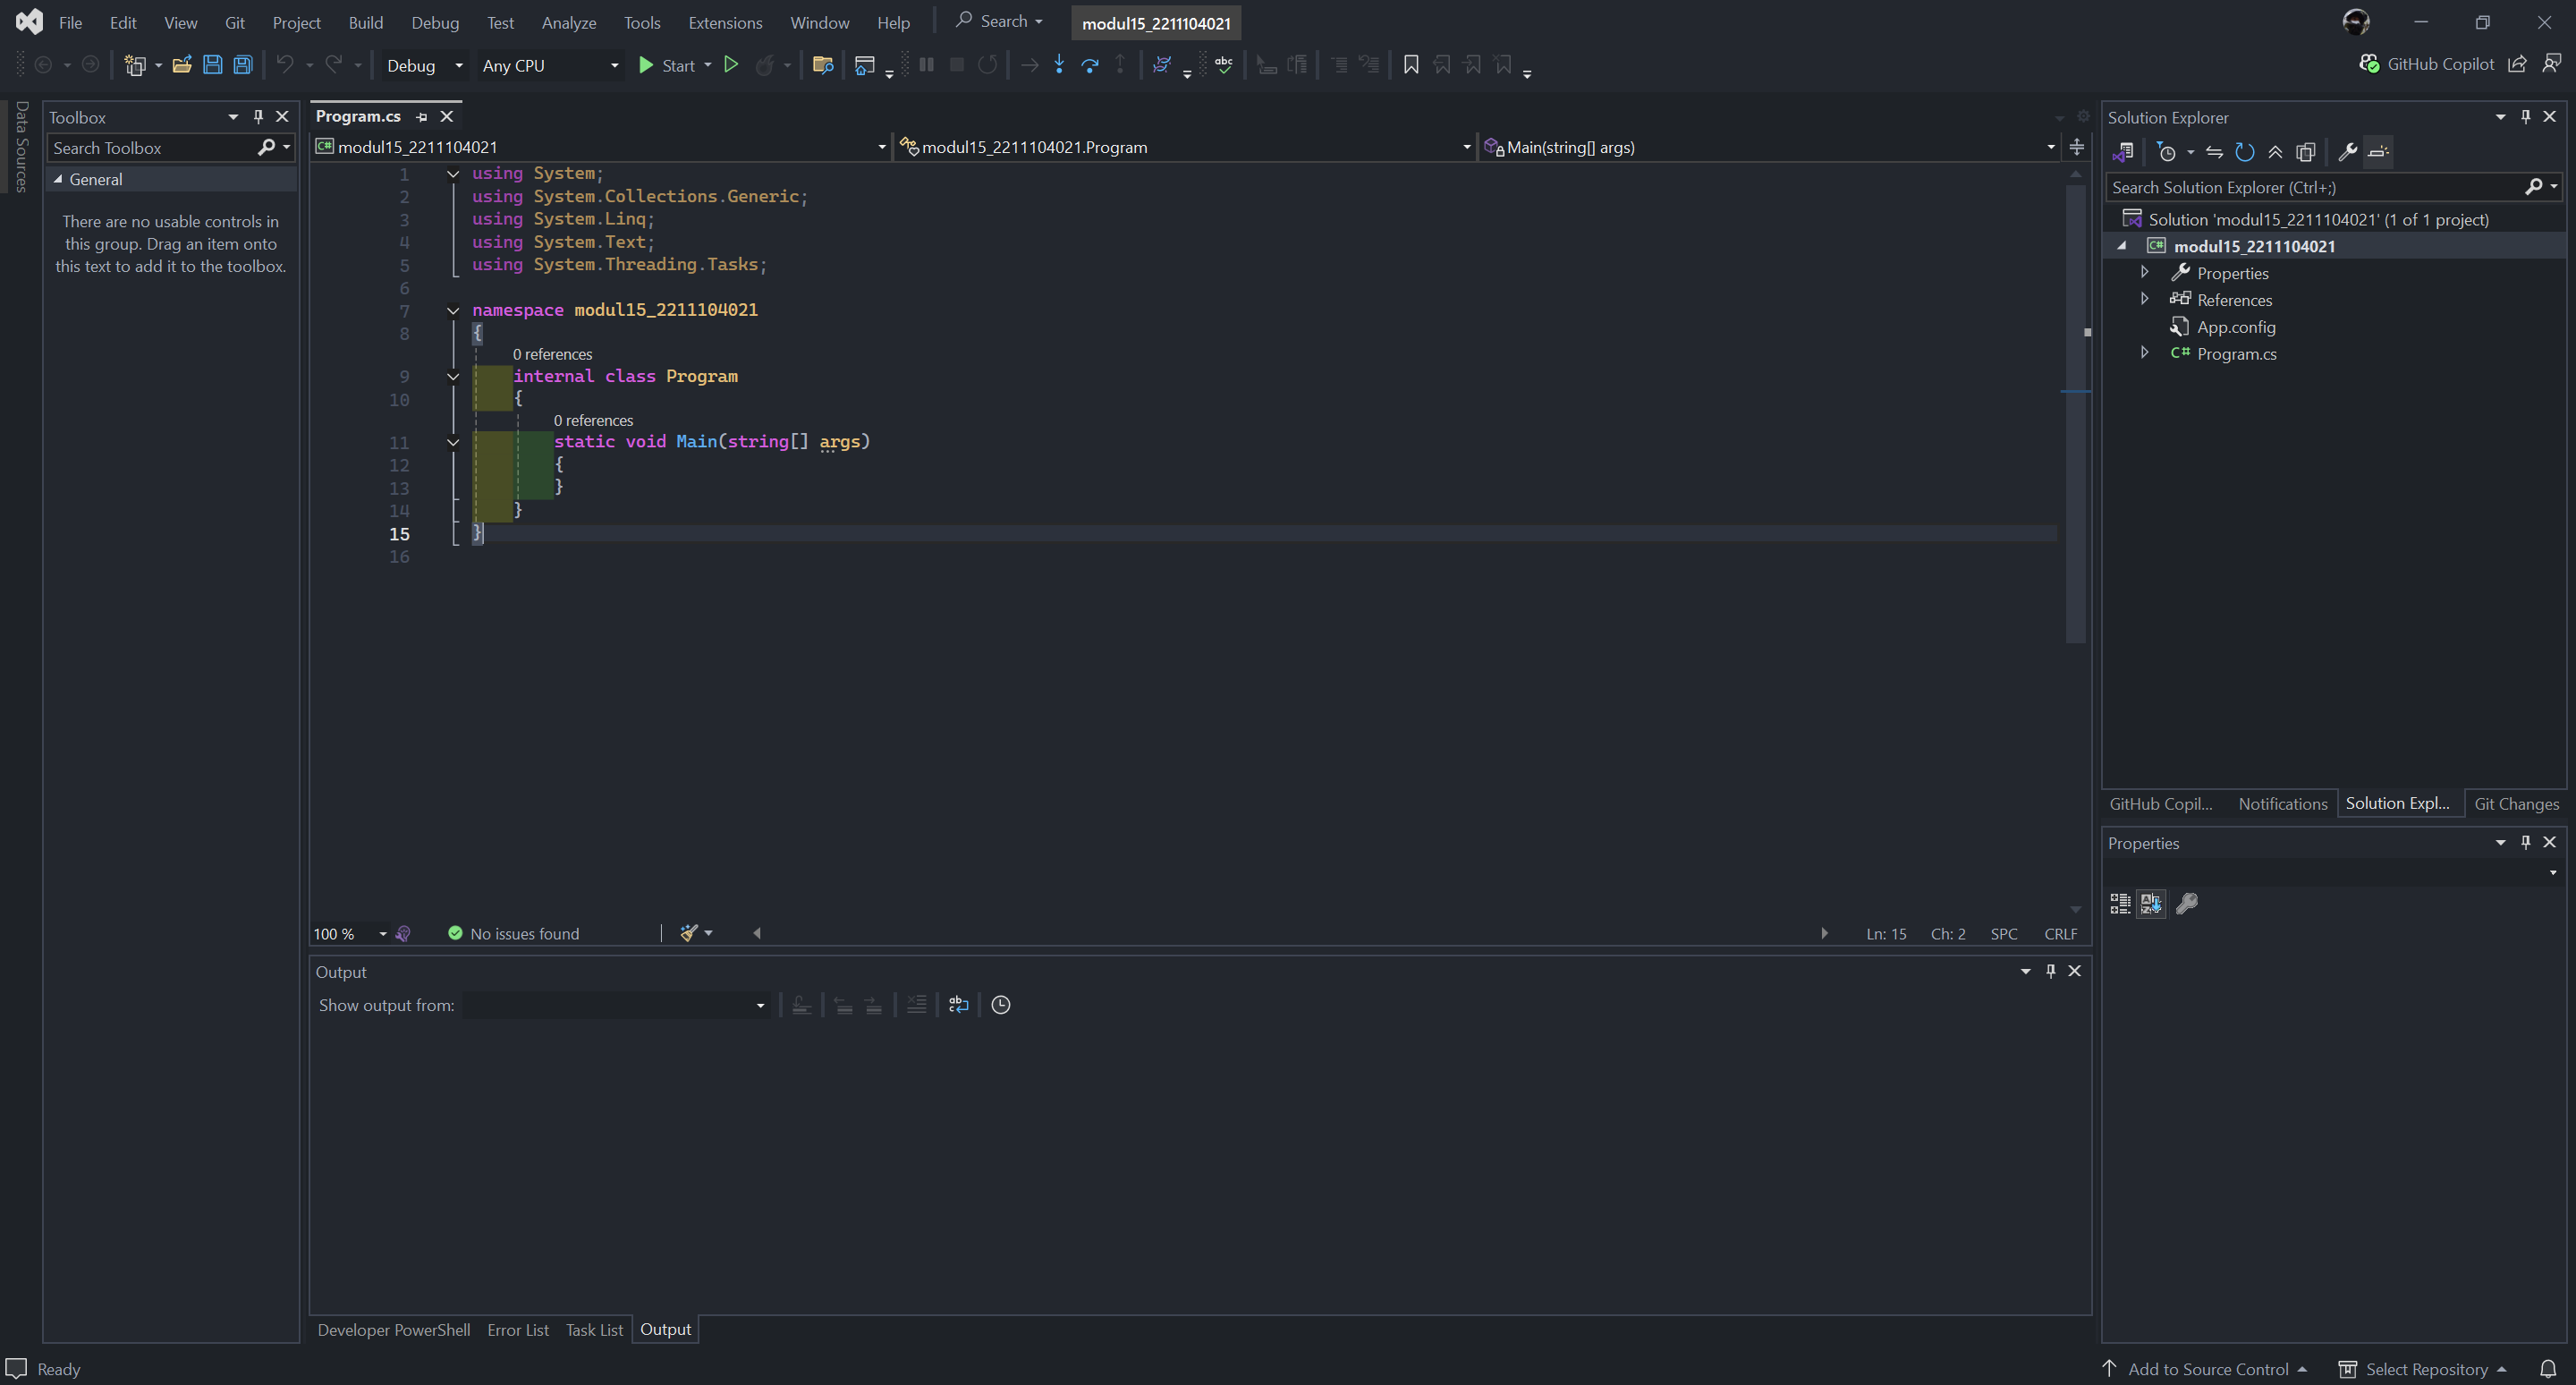 File Edit View Git Project Build Debug Test Analyze Tools Extensions Window Help Search modul15_2211104021
Debug Any CPU Start GitHub Copilot
Data Sources
Toolbox
Search Toolbox
General
There are no usable controls in
this group. Drag an item onto
this text to add it to the toolbox.
Program.cs
modul15_2211104021 modul15_2211104021.Program Main(string[] args)
1 using System;
2 using System.Collections.Generic;
3 using System.Linq;
4 using System.Text;
5 using System.Threading.Tasks;
6
7 namespace modul15_2211104021
8 {
0 references
9 internal class Program
10 {
0 references
11 static void Main(string[] args)
12 {
13 }
14 }
15 }
16
100 % No issues found Ln: 15 Ch: 2 SPC CRLF
Output
Show output from:
Developer PowerShell Error List Task List Output
Solution Explorer
Search Solution Explorer (Ctrl+;)
Solution 'modul15_2211104021' (1 of 1 project)
C# modul15_2211104021
Properties
References
App.config
C# Program.cs
GitHub Copil... Notifications Solution Expl... Git Changes
Properties
Ready Add to Source Control Select Repository